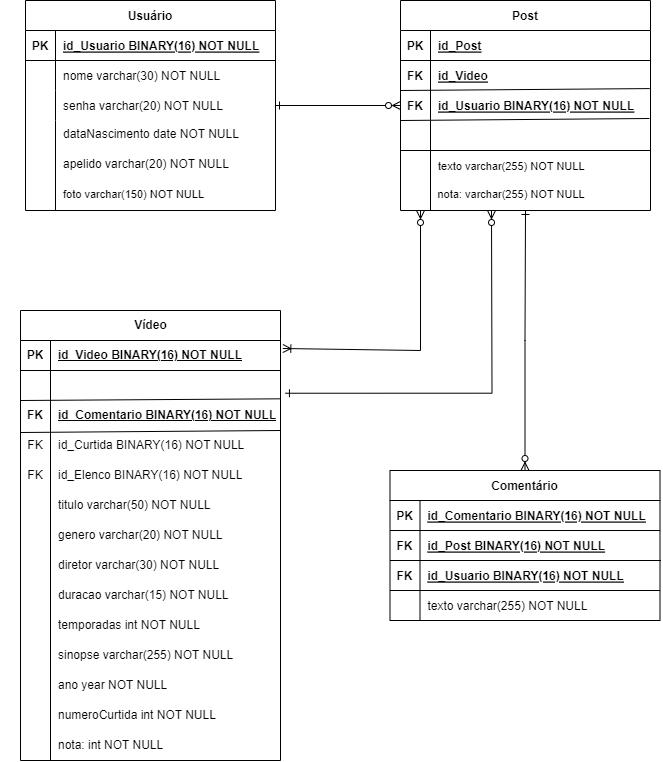 Usuário
PK id_Usuario BINARY(16) NOT NULL
nome varchar(30) NOT NULL
senha varchar(20) NOT NULL
dataNascimento date NOT NULL
apelido varchar(20) NOT NULL
foto varchar(150) NOT NULL
Post
PK id_Post
FK id_Video
FK id_Usuario BINARY(16) NOT NULL
texto varchar(255) NOT NULL
nota: varchar(255) NOT NULL
Vídeo
PK id_Video BINARY(16) NOT NULL
FK id_Comentario BINARY(16) NOT NULL
FK id_Curtida BINARY(16) NOT NULL
FK id_Elenco BINARY(16) NOT NULL
titulo varchar(50) NOT NULL
genero varchar(20) NOT NULL
diretor varchar(30) NOT NULL
duracao varchar(15) NOT NULL
temporadas int NOT NULL
sinopse varchar(255) NOT NULL
ano year NOT NULL
numeroCurtida int NOT NULL
nota: int NOT NULL
Comentário
PK id_Comentario BINARY(16) NOT NULL
FK id_Post BINARY(16) NOT NULL
FK id_Usuario BINARY(16) NOT NULL
texto varchar(255) NOT NULL